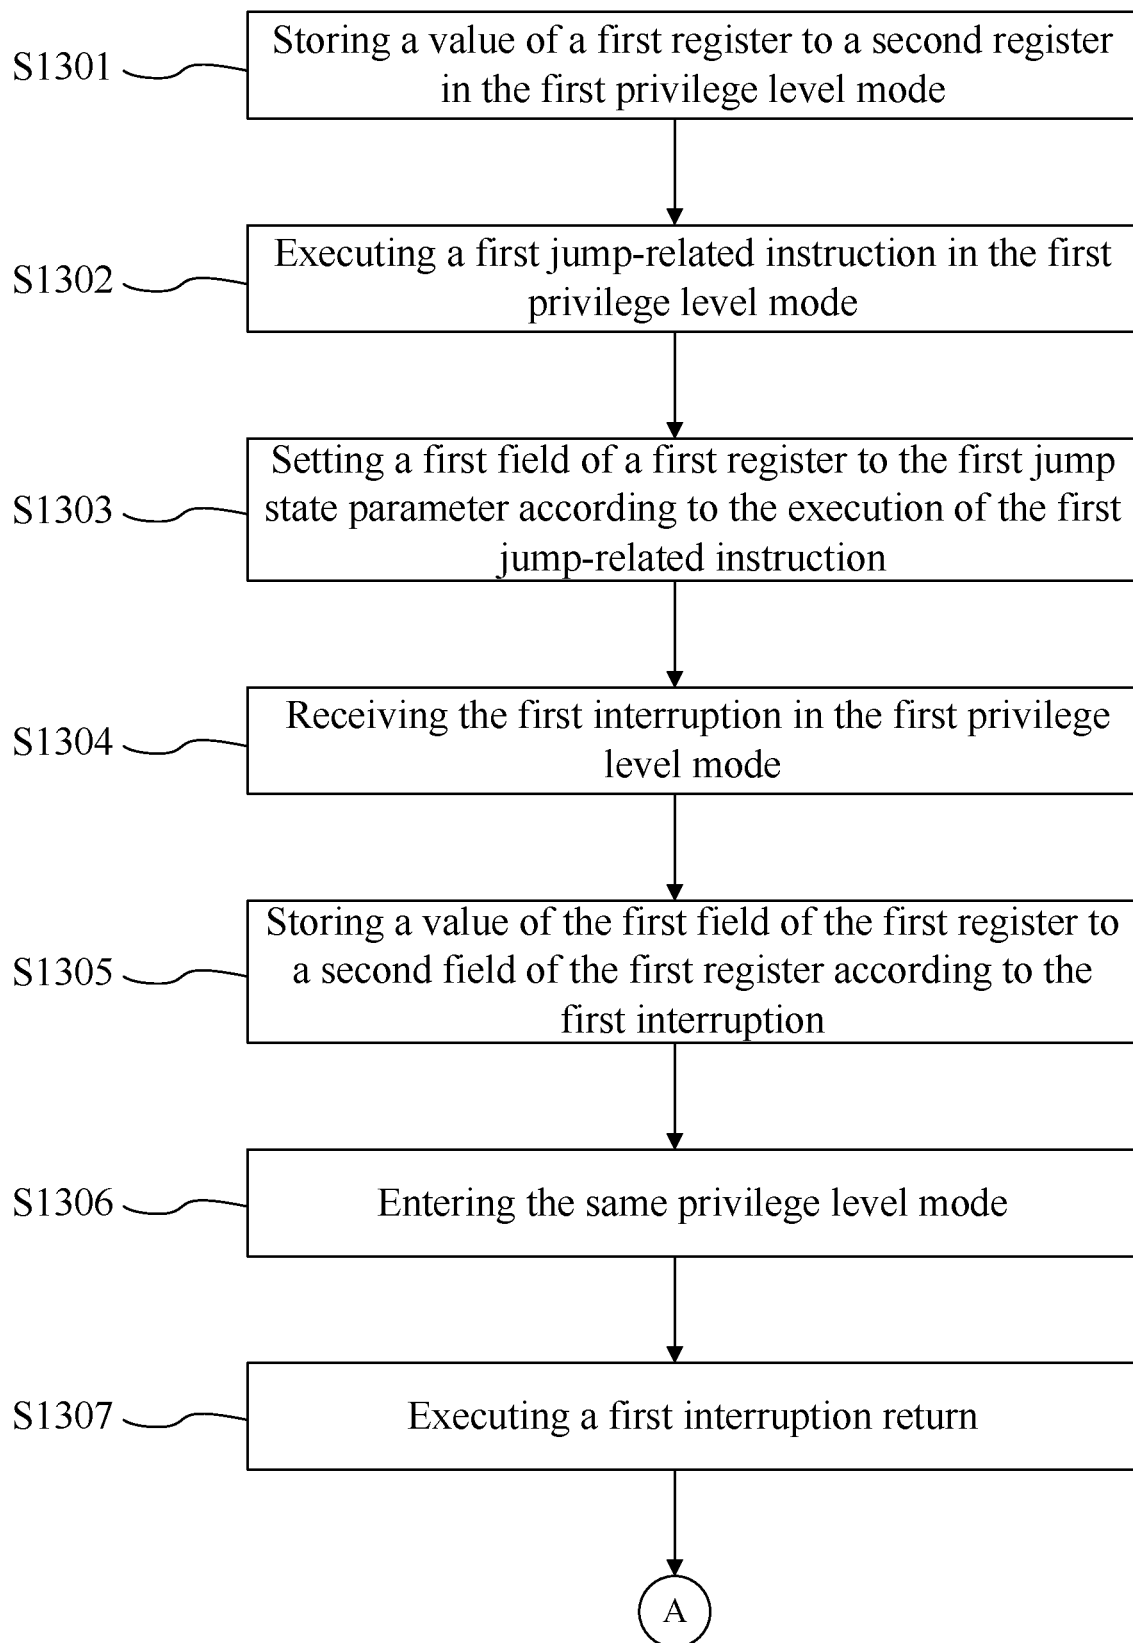 S1301
Storing a value of a first register to a second register
in the first privilege level mode
S1302
Executing a first jump-related instruction in the first
privilege level mode
S1303
Setting a first field of a first register to the first jump
state parameter according to the execution of the first
jump-related instruction
S1304
Receiving the first interruption in the first privilege
level mode
S1305
Storing a value of the first field of the first register to
a second field of the first register according to the
first interruption
S1306
Entering the same privilege level mode
S1307
Executing a first interruption return
A